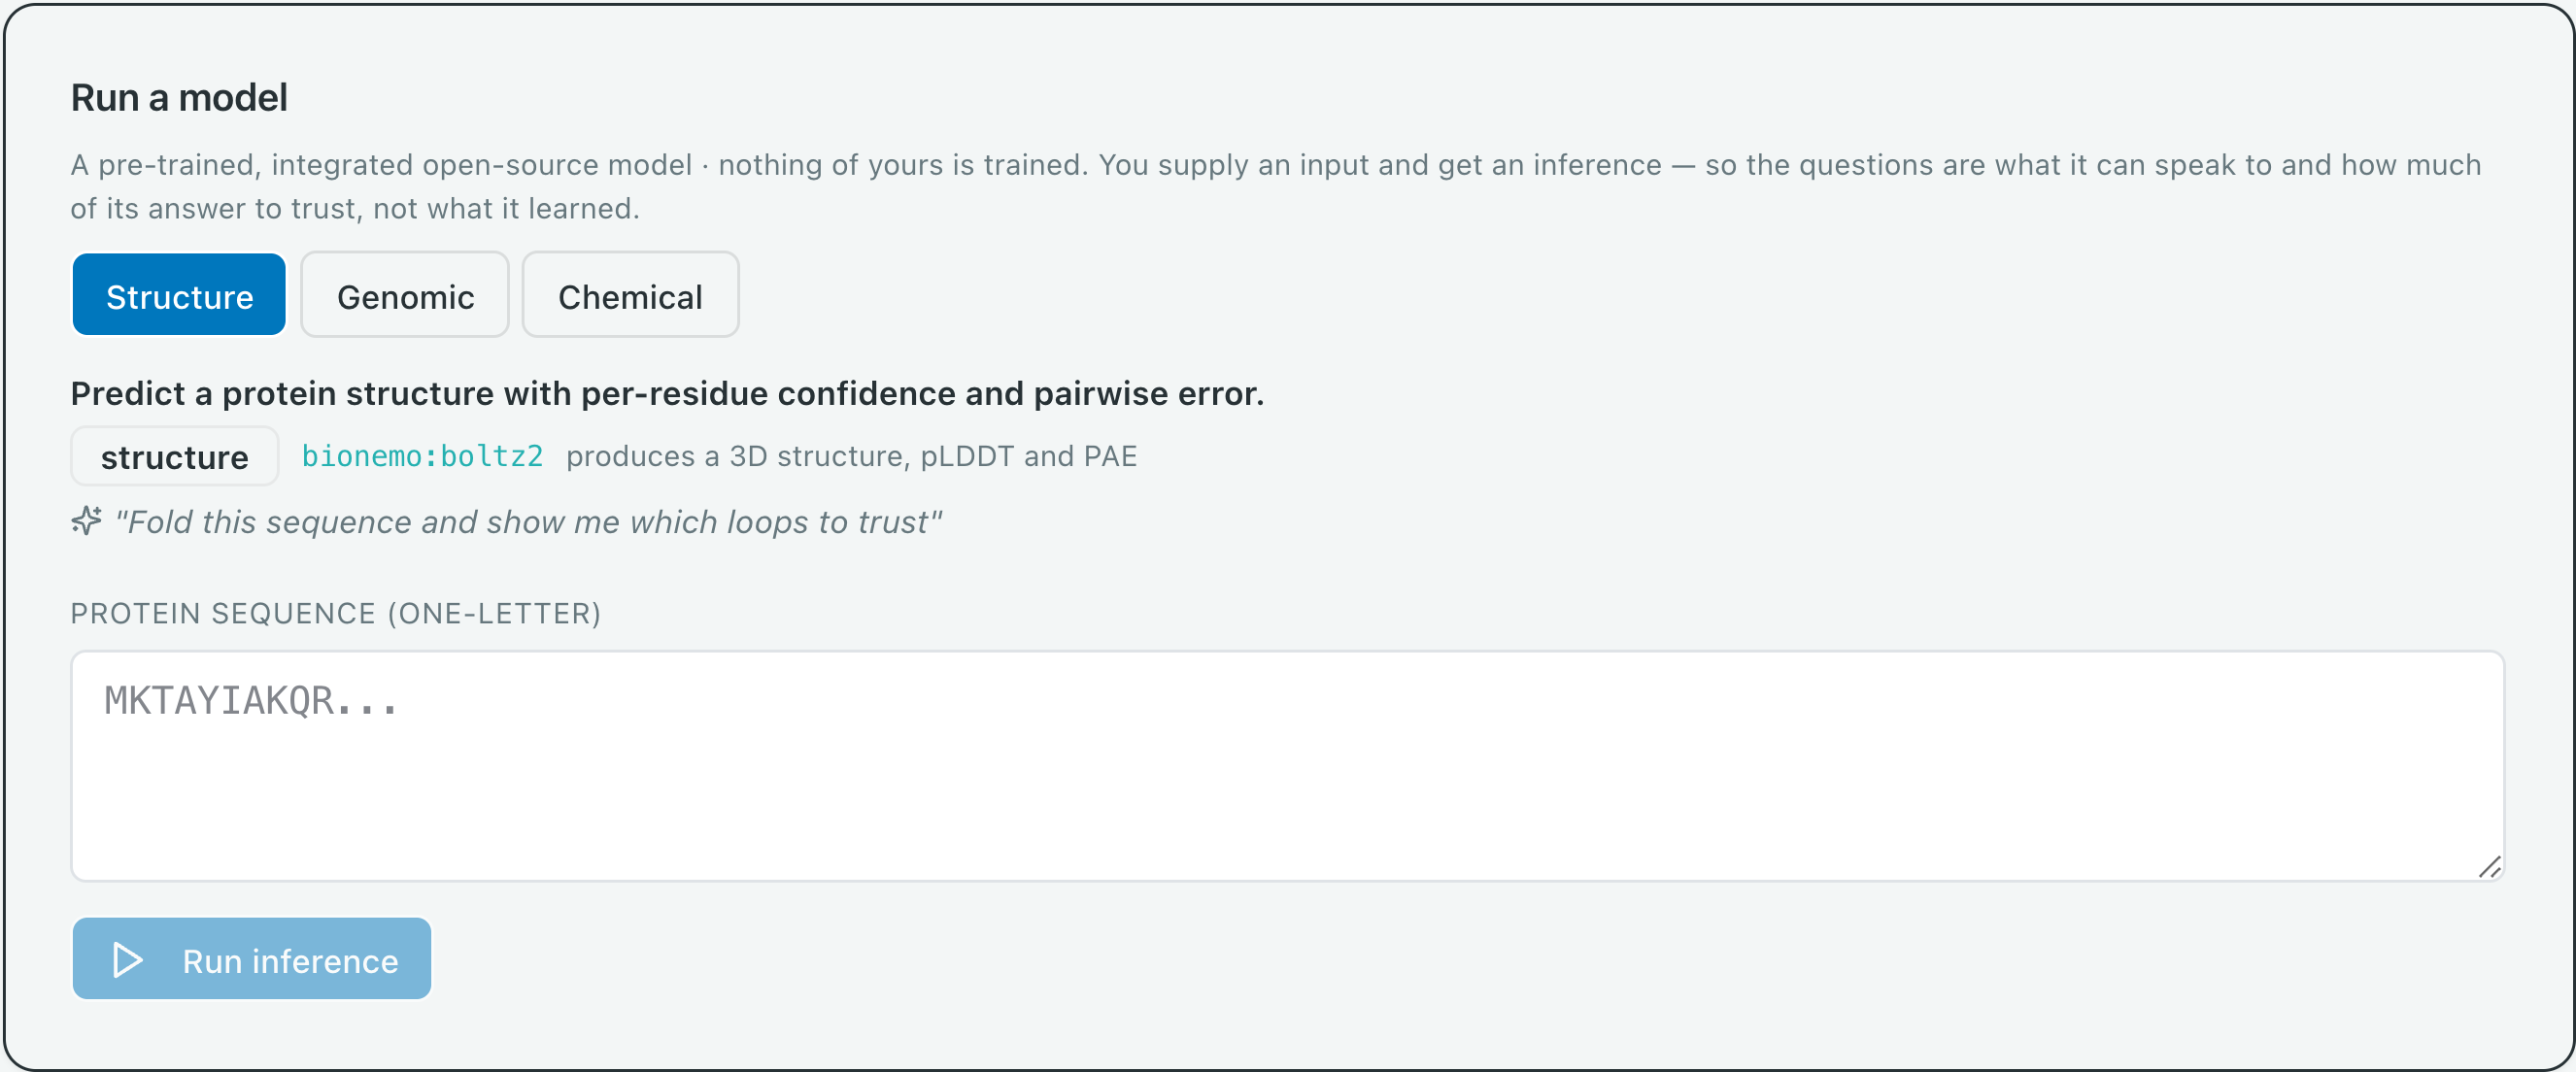 Run a model
A pre-trained, integrated open-source model · nothing of yours is trained. You supply an input and get an inference — so the questions are what it can speak to and how much
of its answer to trust, not what it learned.
Structure Genomic Chemical
Predict a protein structure with per-residue confidence and pairwise error.
structure bionemo:boltz2 produces a 3D structure, pLDDT and PAE
"Fold this sequence and show me which loops to trust"
PROTEIN SEQUENCE (ONE-LETTER)
MKTAYIAKQR...
Run inference